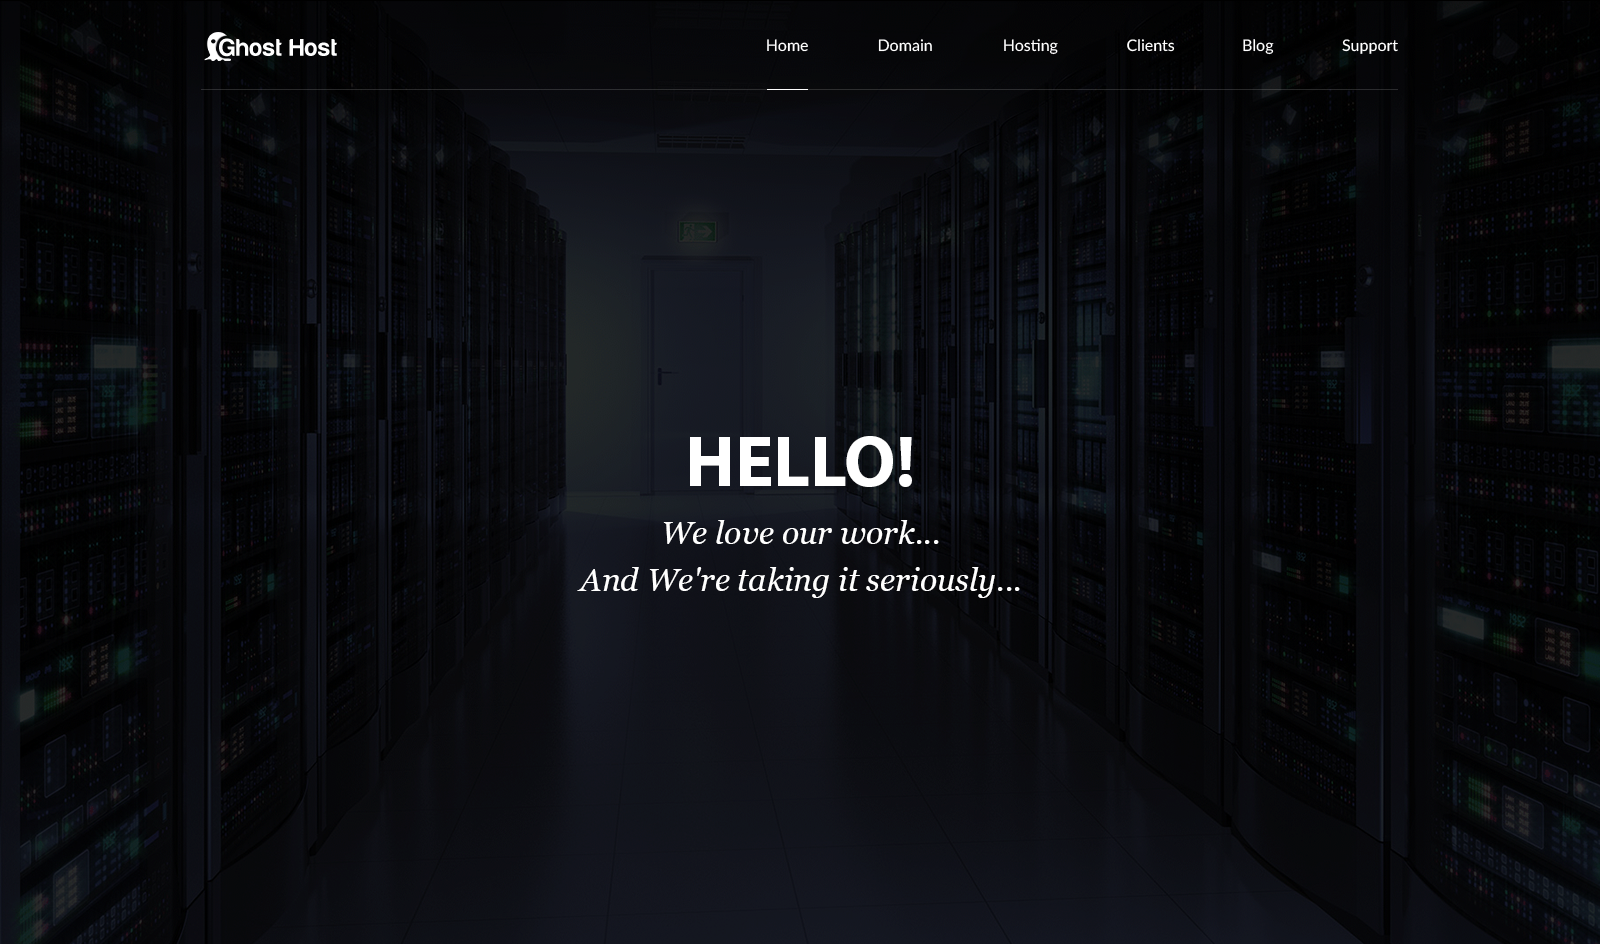 Ghost Host
Home Domain Hosting Clients Blog Support
HELLO!
We love our work...
And We're taking it seriously...